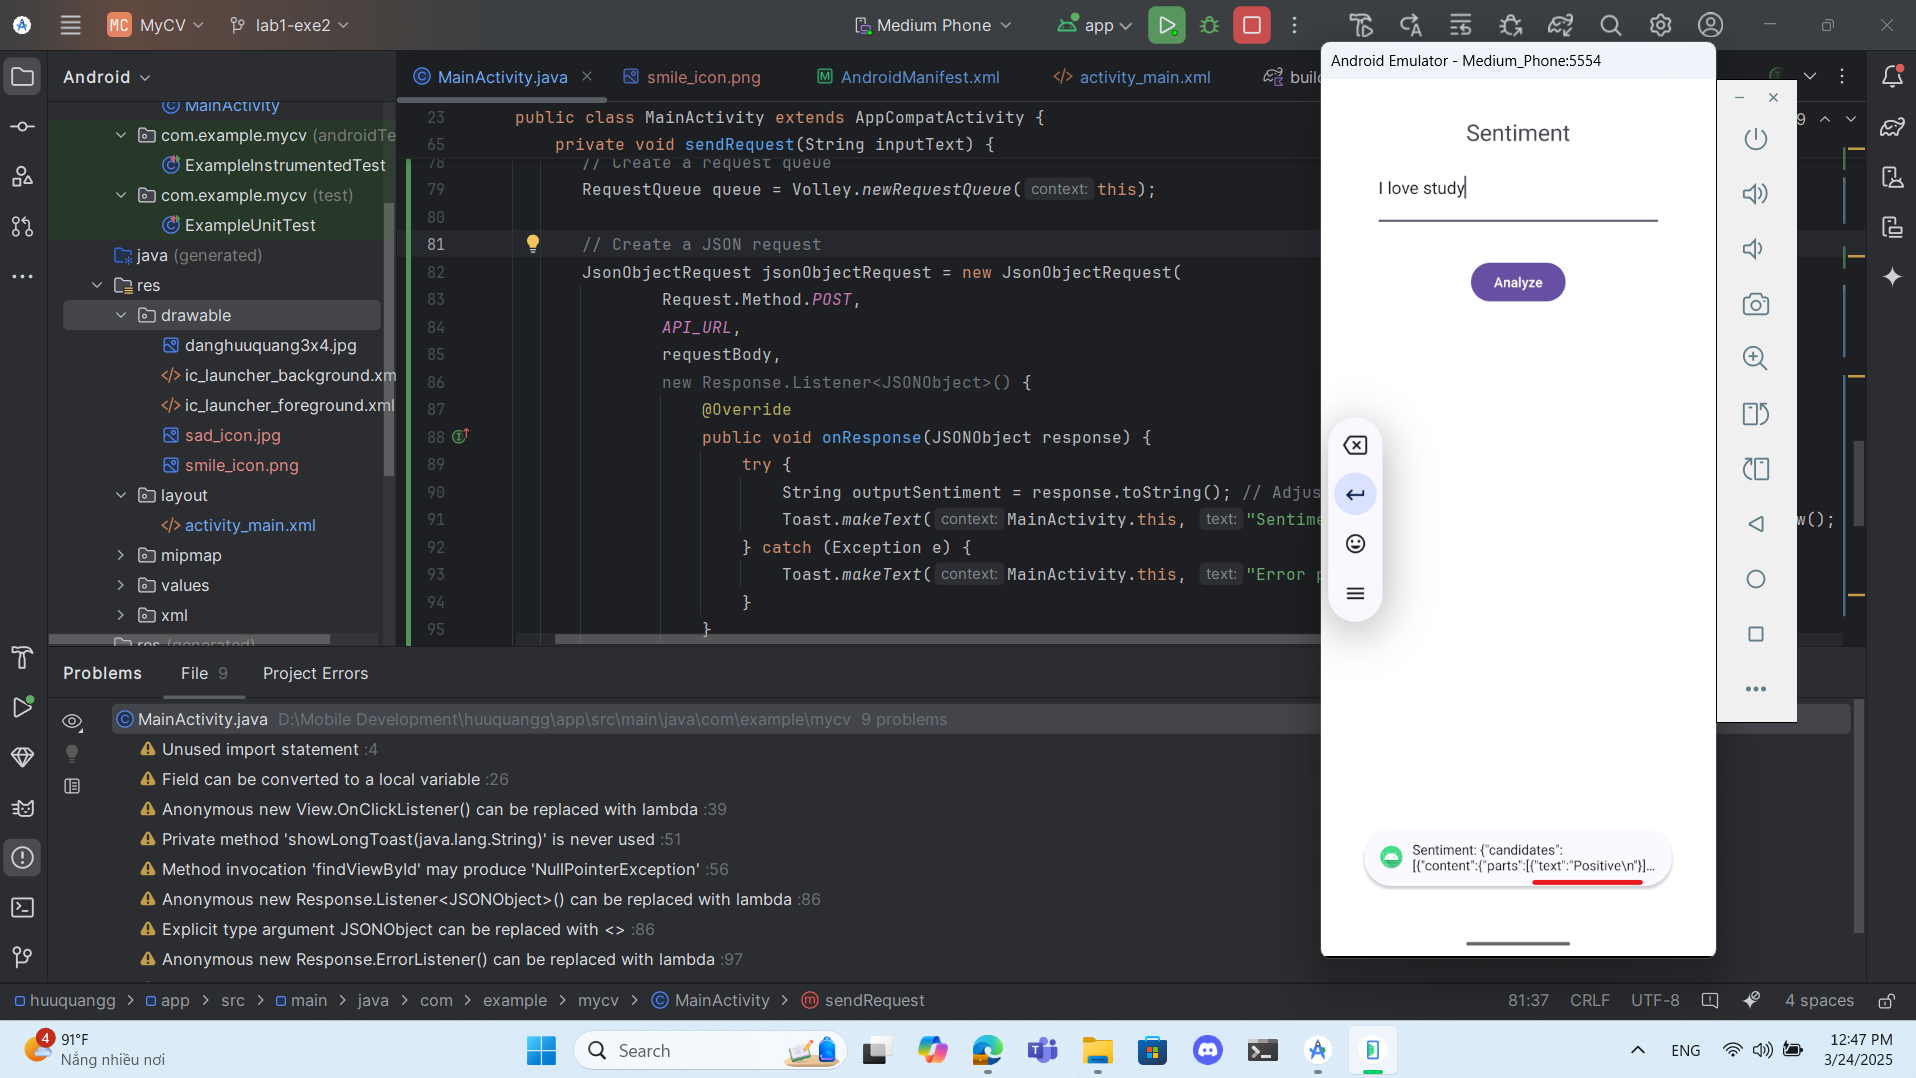 MC MyCV lab1-exe2 Medium Phone app
Android
MainActivity.java smile_icon.png AndroidManifest.xml activity_main.xml
MainActivity
com.example.mycv (androidTe
ExampleInstrumentedTest
com.example.mycv (test)
ExampleUnitTest
java (generated)
res
drawable
danghuuquang3x4.jpg
ic_launcher_background.xm
ic_launcher_foreground.xml
sad_icon.jpg
smile_icon.png
layout
activity_main.xml
mipmap
values
xml
res (generated)
23 public class MainActivity extends AppCompatActivity {
65 private void sendRequest(String inputText) {
78 // Create a request queue
79 RequestQueue queue = Volley.newRequestQueue( context: this);
80
81 // Create a JSON request
82 JsonObjectRequest jsonObjectRequest = new JsonObjectRequest(
83 Request.Method.POST,
84 API_URL,
85 requestBody,
86 new Response.Listener<JSONObject>() {
87 @Override
88 public void onResponse(JSONObject response) {
89 try {
90 String outputSentiment = response.toString(); // Adjus
91 Toast.makeText( context: MainActivity.this, text: "Sentime w();
92 } catch (Exception e) {
93 Toast.makeText( context: MainActivity.this, text: "Error p
94 }
95 }
9
Android Emulator - Medium_Phone:5554
Sentiment
I love study
Analyze
Sentiment: {"candidates":
[{"content":{"parts":[{"text":"Positive\n"}]...
Problems File 9 Project Errors
MainActivity.java D:\Mobile Development\huuquangg\app\src\main\java\com\example\mycv 9 problems
Unused import statement :4
Field can be converted to a local variable :26
Anonymous new View.OnClickListener() can be replaced with lambda :39
Private method 'showLongToast(java.lang.String)' is never used :51
Method invocation 'findViewById' may produce 'NullPointerException' :56
Anonymous new Response.Listener<JSONObject>() can be replaced with lambda :86
Explicit type argument JSONObject can be replaced with <> :86
Anonymous new Response.ErrorListener() can be replaced with lambda :97
huuquangg > app > src > main > java > com > example > mycv > MainActivity > sendRequest
81:37 CRLF UTF-8 4 spaces
4 91°F
Nắng nhiều nơi
Search
ENG
12:47 PM
3/24/2025